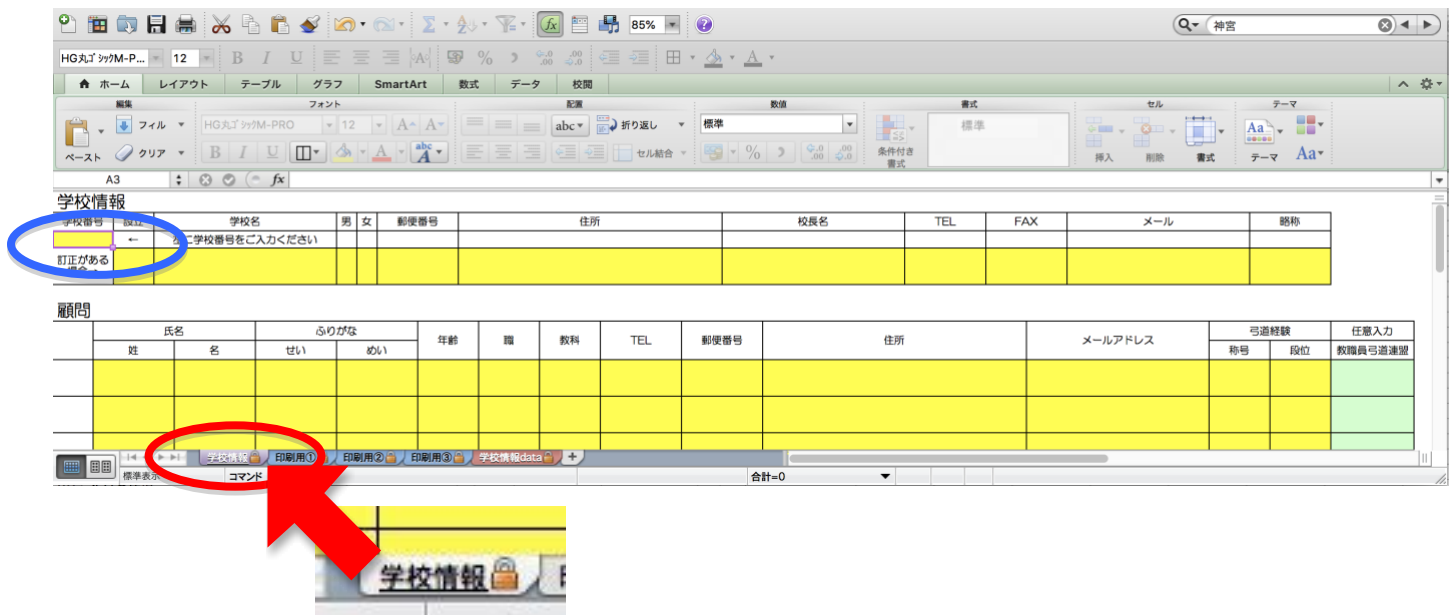 85% 神宮
HG丸ゴシックM-P... 12 B I U % .00
ホーム レイアウト テーブル グラフ SmartArt 数式 データ 校閲
編集 フォント 配置 数値 書式 セル テーマ
フィル HG丸ゴシックM-PRO 12 A A abc 折り返し 標準 標準 Aa
ペースト クリア B I U A abc A セル結合 % 条件付き書式 挿入 削除 書式 テーマ Aa
A3 fx
学校情報
学校番号 設立 学校名 男 女 郵便番号 住所 校長名 TEL FAX メール 略称
← に学校番号をご入力ください
訂正がある
場合→
顧問
氏名 ふりがな 年齢 職 教科 TEL 郵便番号 住所 メールアドレス 弓道経験 任意入力
姓 名 せい めい 称号 段位 教職員弓道連盟
学校情報 印刷用① 印刷用② 印刷用③ 学校情報data +
標準表示 コマンド 合計=0
学校情報